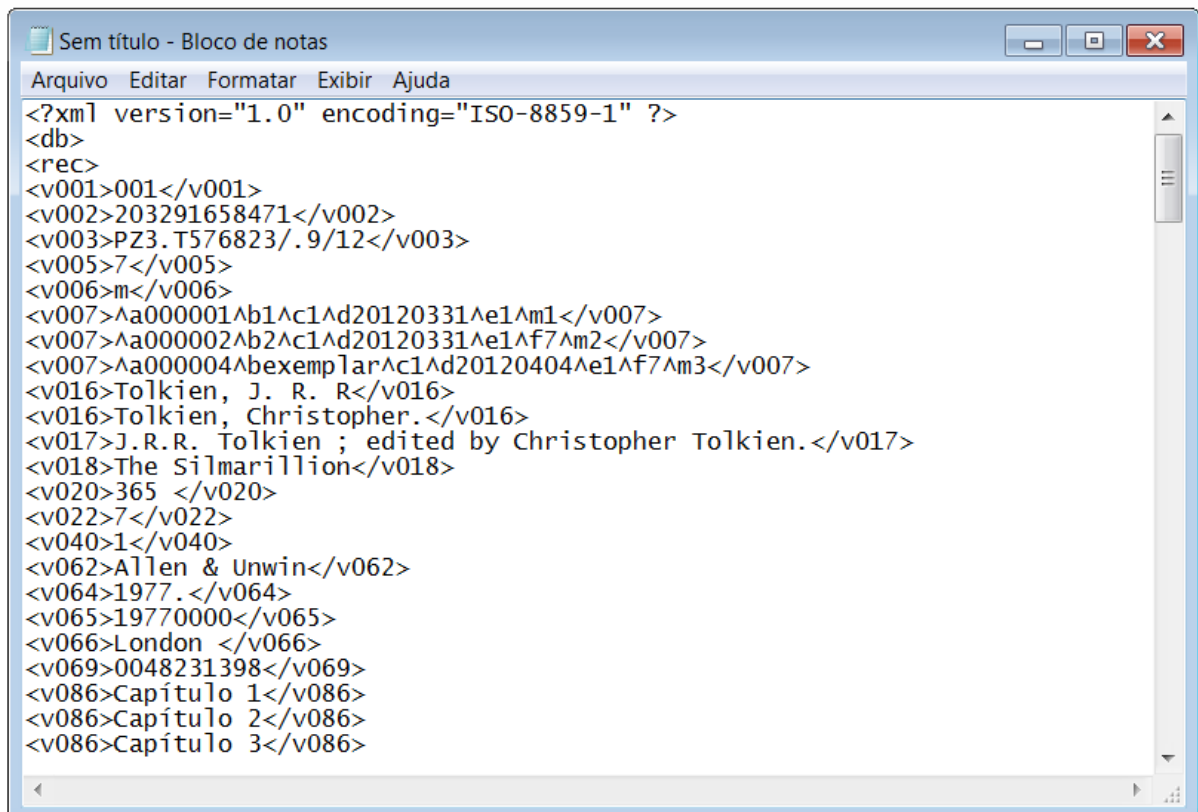 Sem título - Bloco de notas
Arquivo Editar Formatar Exibir Ajuda
<?xml version="1.0" encoding="ISO-8859-1" ?>
<db>
<rec>
<v001>001</v001>
<v002>203291658471</v002>
<v003>PZ3.T576823/.9/12</v003>
<v005>7</v005>
<v006>m</v006>
<v007>^a000001^b1^c1^d20120331^e1^m1</v007>
<v007>^a000002^b2^c1^d20120331^e1^f7^m2</v007>
<v007>^a000004^bexemplar^c1^d20120404^e1^f7^m3</v007>
<v016>Tolkien, J. R. R</v016>
<v016>Tolkien, Christopher.</v016>
<v017>J.R.R. Tolkien ; edited by Christopher Tolkien.</v017>
<v018>The Silmarillion</v018>
<v020>365 </v020>
<v022>7</v022>
<v040>1</v040>
<v062>Allen & Unwin</v062>
<v064>1977.</v064>
<v065>19770000</v065>
<v066>London </v066>
<v069>0048231398</v069>
<v086>Capítulo 1</v086>
<v086>Capítulo 2</v086>
<v086>Capítulo 3</v086>